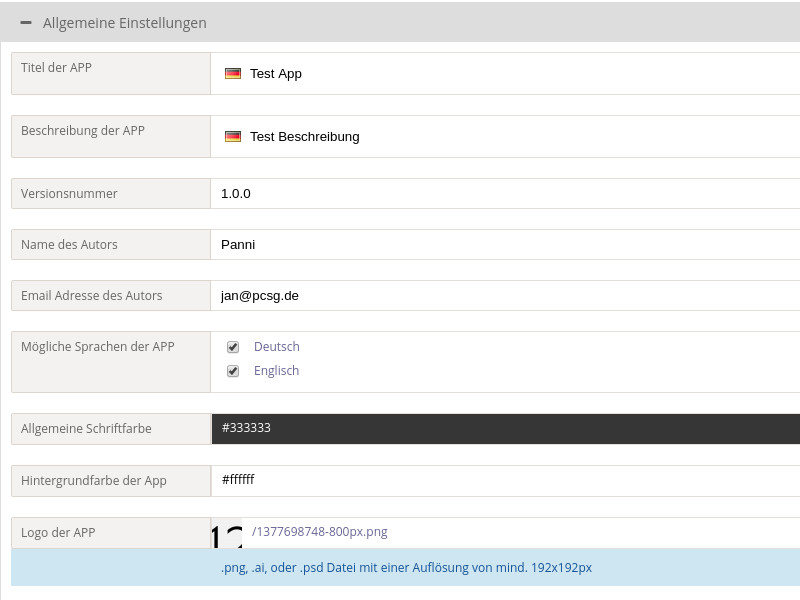 Allgemeine Einstellungen
Titel der APP
Test App
Beschreibung der APP
Test Beschreibung
Versionsnummer
1.0.0
Name des Autors
Panni
Email Adresse des Autors
jan@pcsg.de
Mögliche Sprachen der APP
Deutsch
Englisch
Allgemeine Schriftfarbe
#333333
Hintergrundfarbe der App
#ffffff
Logo der APP
/1377698748-800px.png
.png, .ai, oder .psd Datei mit einer Auflösung von mind. 192x192px